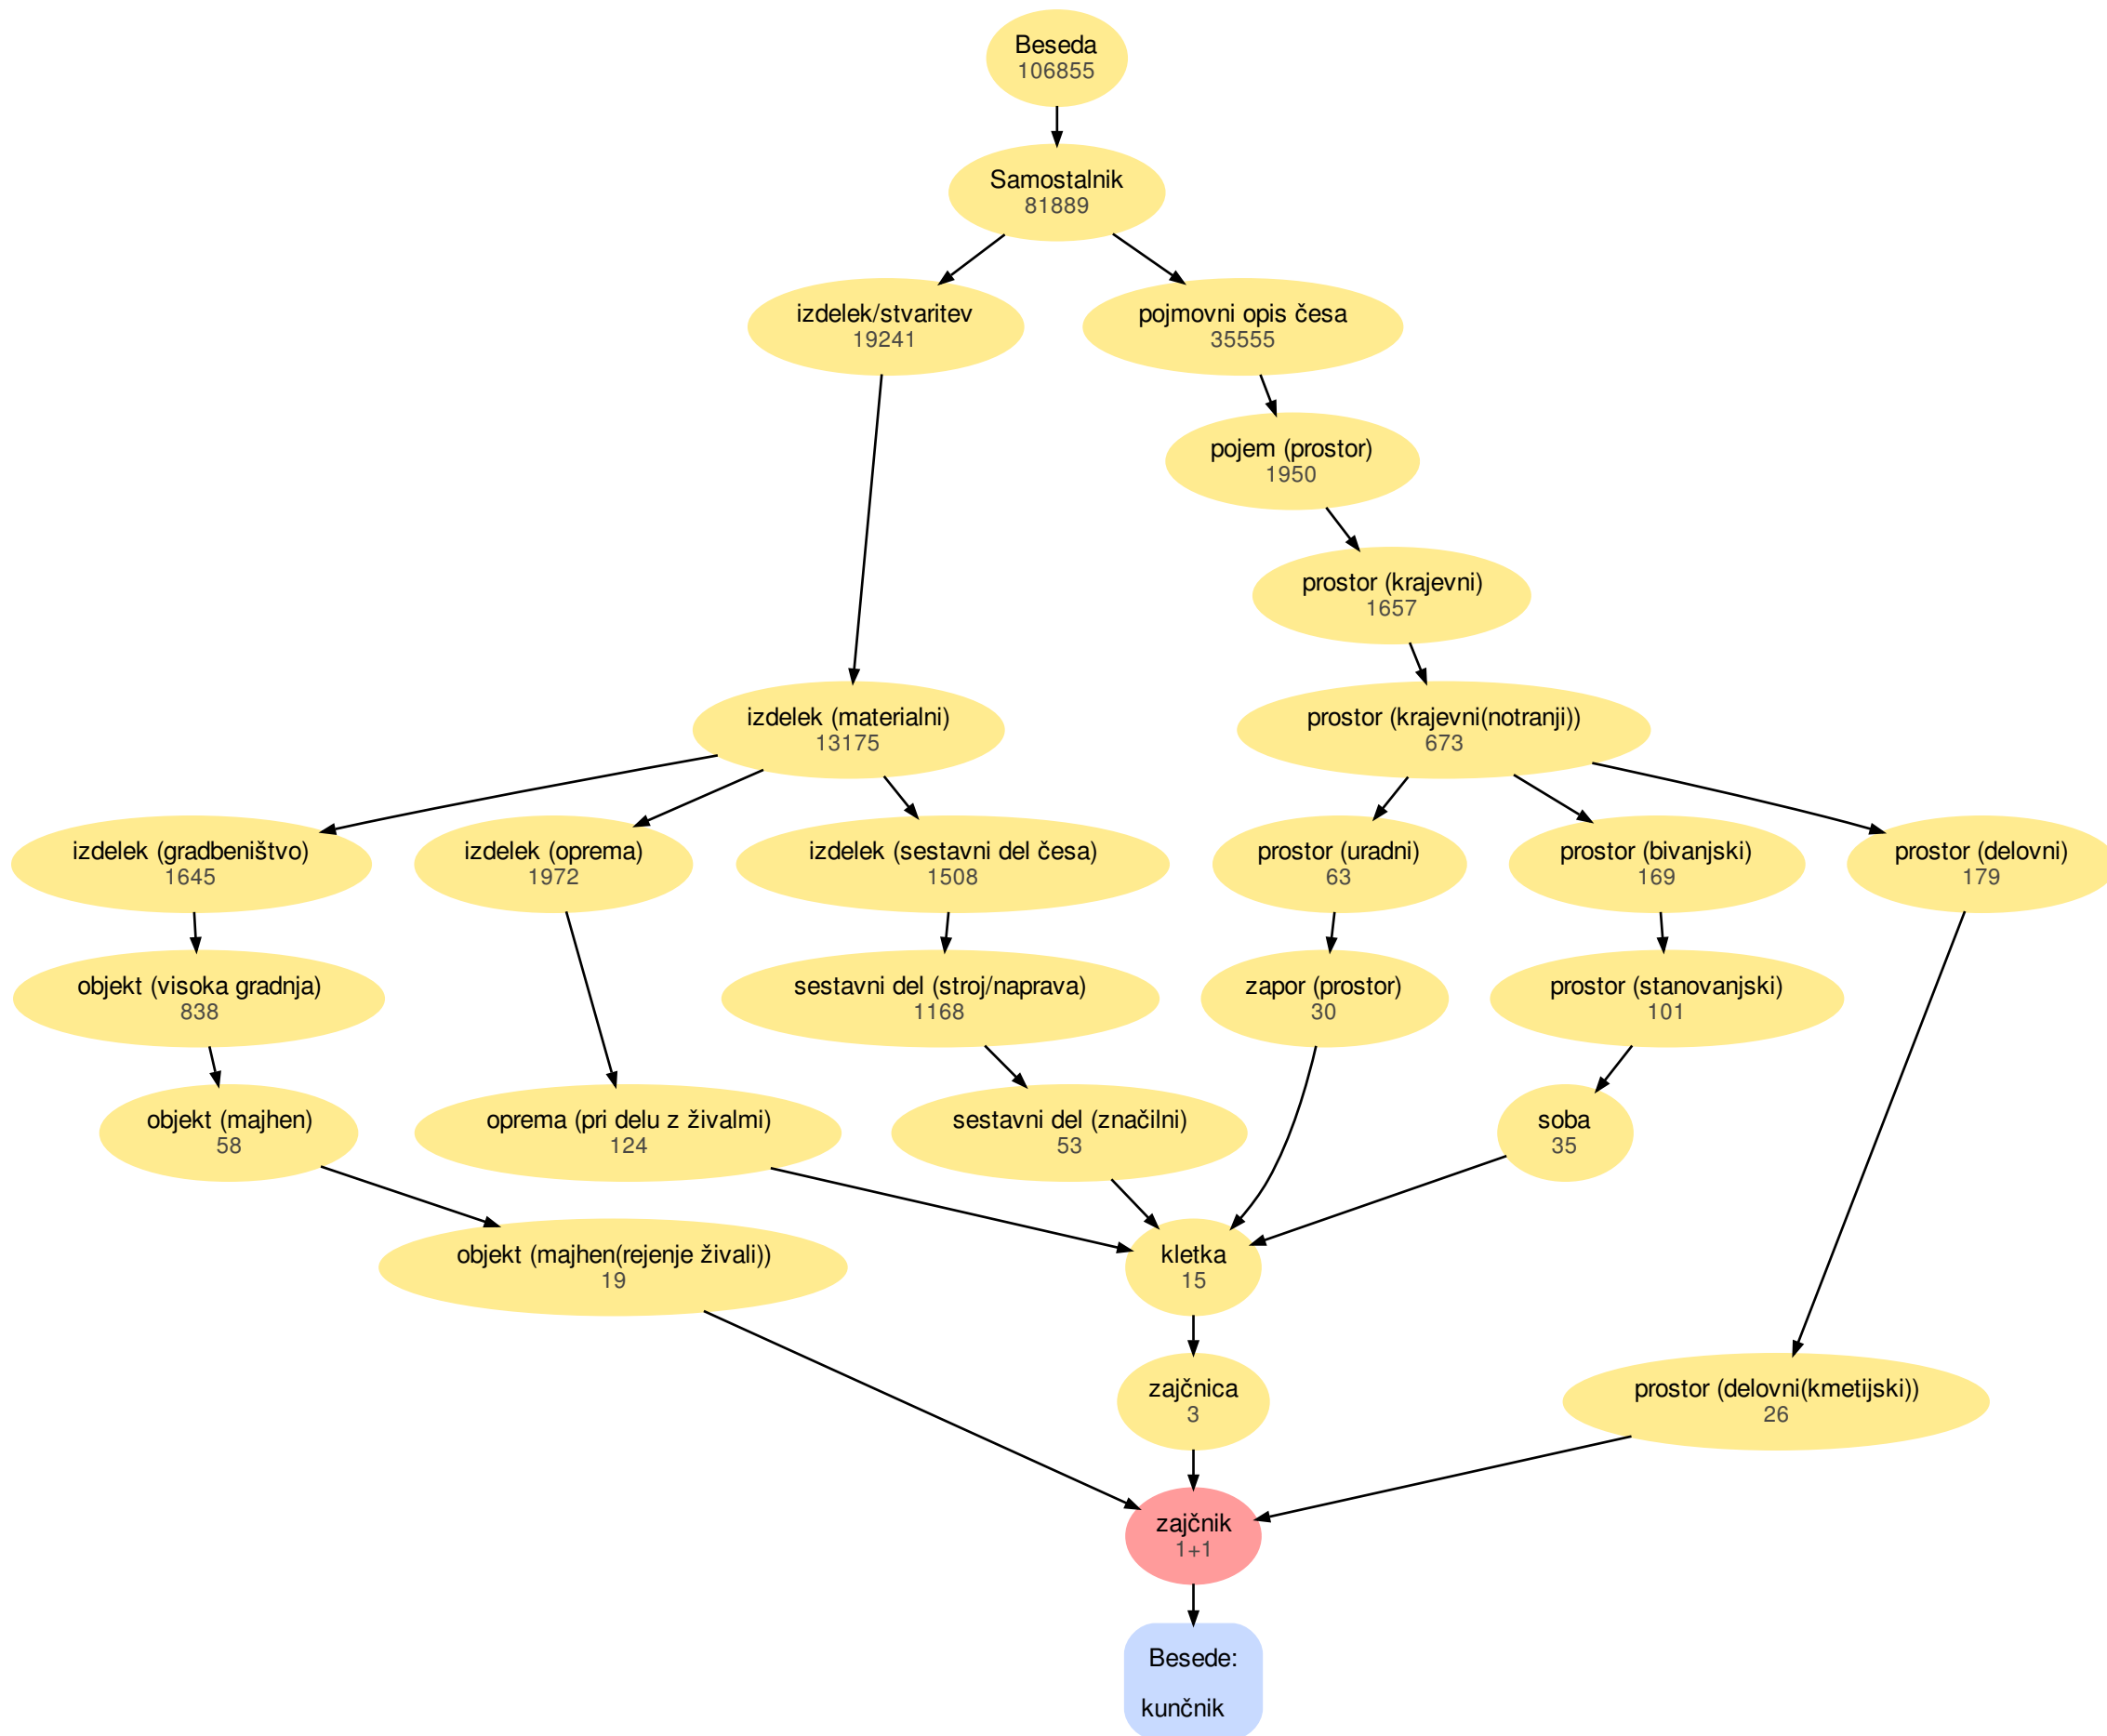 Beseda
106855
Samostalnik
81889
izdelek/stvaritev
19241
pojmovni opis česa
35555
pojem (prostor)
1950
prostor (krajevni)
1657
izdelek (materialni)
13175
prostor (krajevni(notranji))
673
izdelek (gradbeništvo)
1645
izdelek (oprema)
1972
izdelek (sestavni del česa)
1508
prostor (uradni)
63
prostor (bivanjski)
169
prostor (delovni)
179
objekt (visoka gradnja)
838
sestavni del (stroj/naprava)
1168
zapor (prostor)
30
prostor (stanovanjski)
101
objekt (majhen)
58
oprema (pri delu z živalmi)
124
sestavni del (značilni)
53
soba
35
objekt (majhen(rejenje živali))
19
kletka
15
zajčnica
3
prostor (delovni(kmetijski))
26
zajčnik
1+1
Besede:
kunčnik